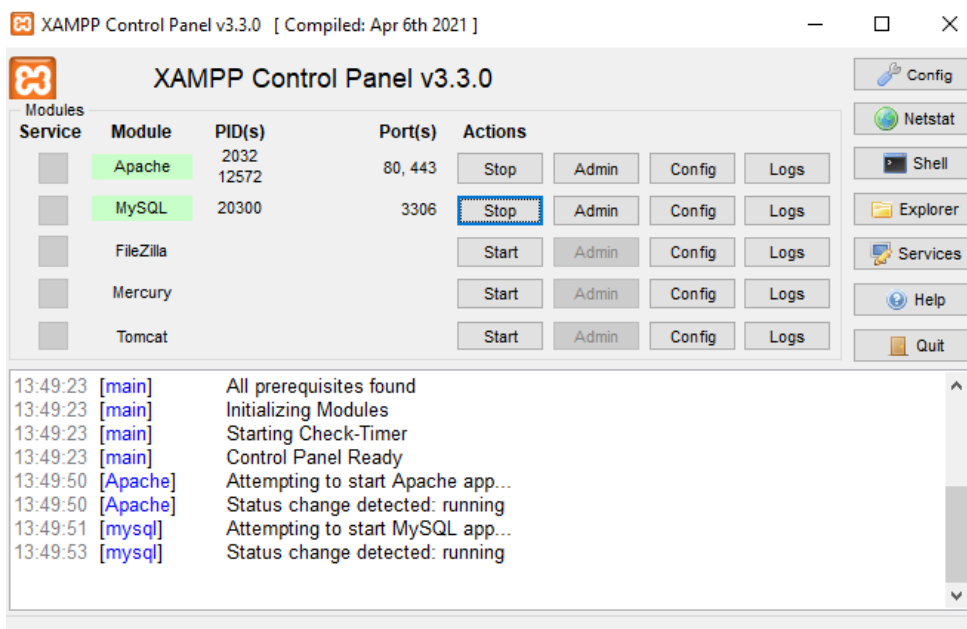 XAMPP Control Panel v3.3.0 [ Compiled: Apr 6th 2021 ]
XAMPP Control Panel v3.3.0
Config
Modules
Service Module PID(s) Port(s) Actions
Netstat
Apache 2032 12572 80, 443 Stop Admin Config Logs
Shell
MySQL 20300 3306 Stop Admin Config Logs
Explorer
FileZilla Start Admin Config Logs
Services
Mercury Start Admin Config Logs
Help
Tomcat Start Admin Config Logs
Quit
13:49:23 [main] All prerequisites found
13:49:23 [main] Initializing Modules
13:49:23 [main] Starting Check-Timer
13:49:23 [main] Control Panel Ready
13:49:50 [Apache] Attempting to start Apache app...
13:49:50 [Apache] Status change detected: running
13:49:51 [mysql] Attempting to start MySQL app...
13:49:53 [mysql] Status change detected: running